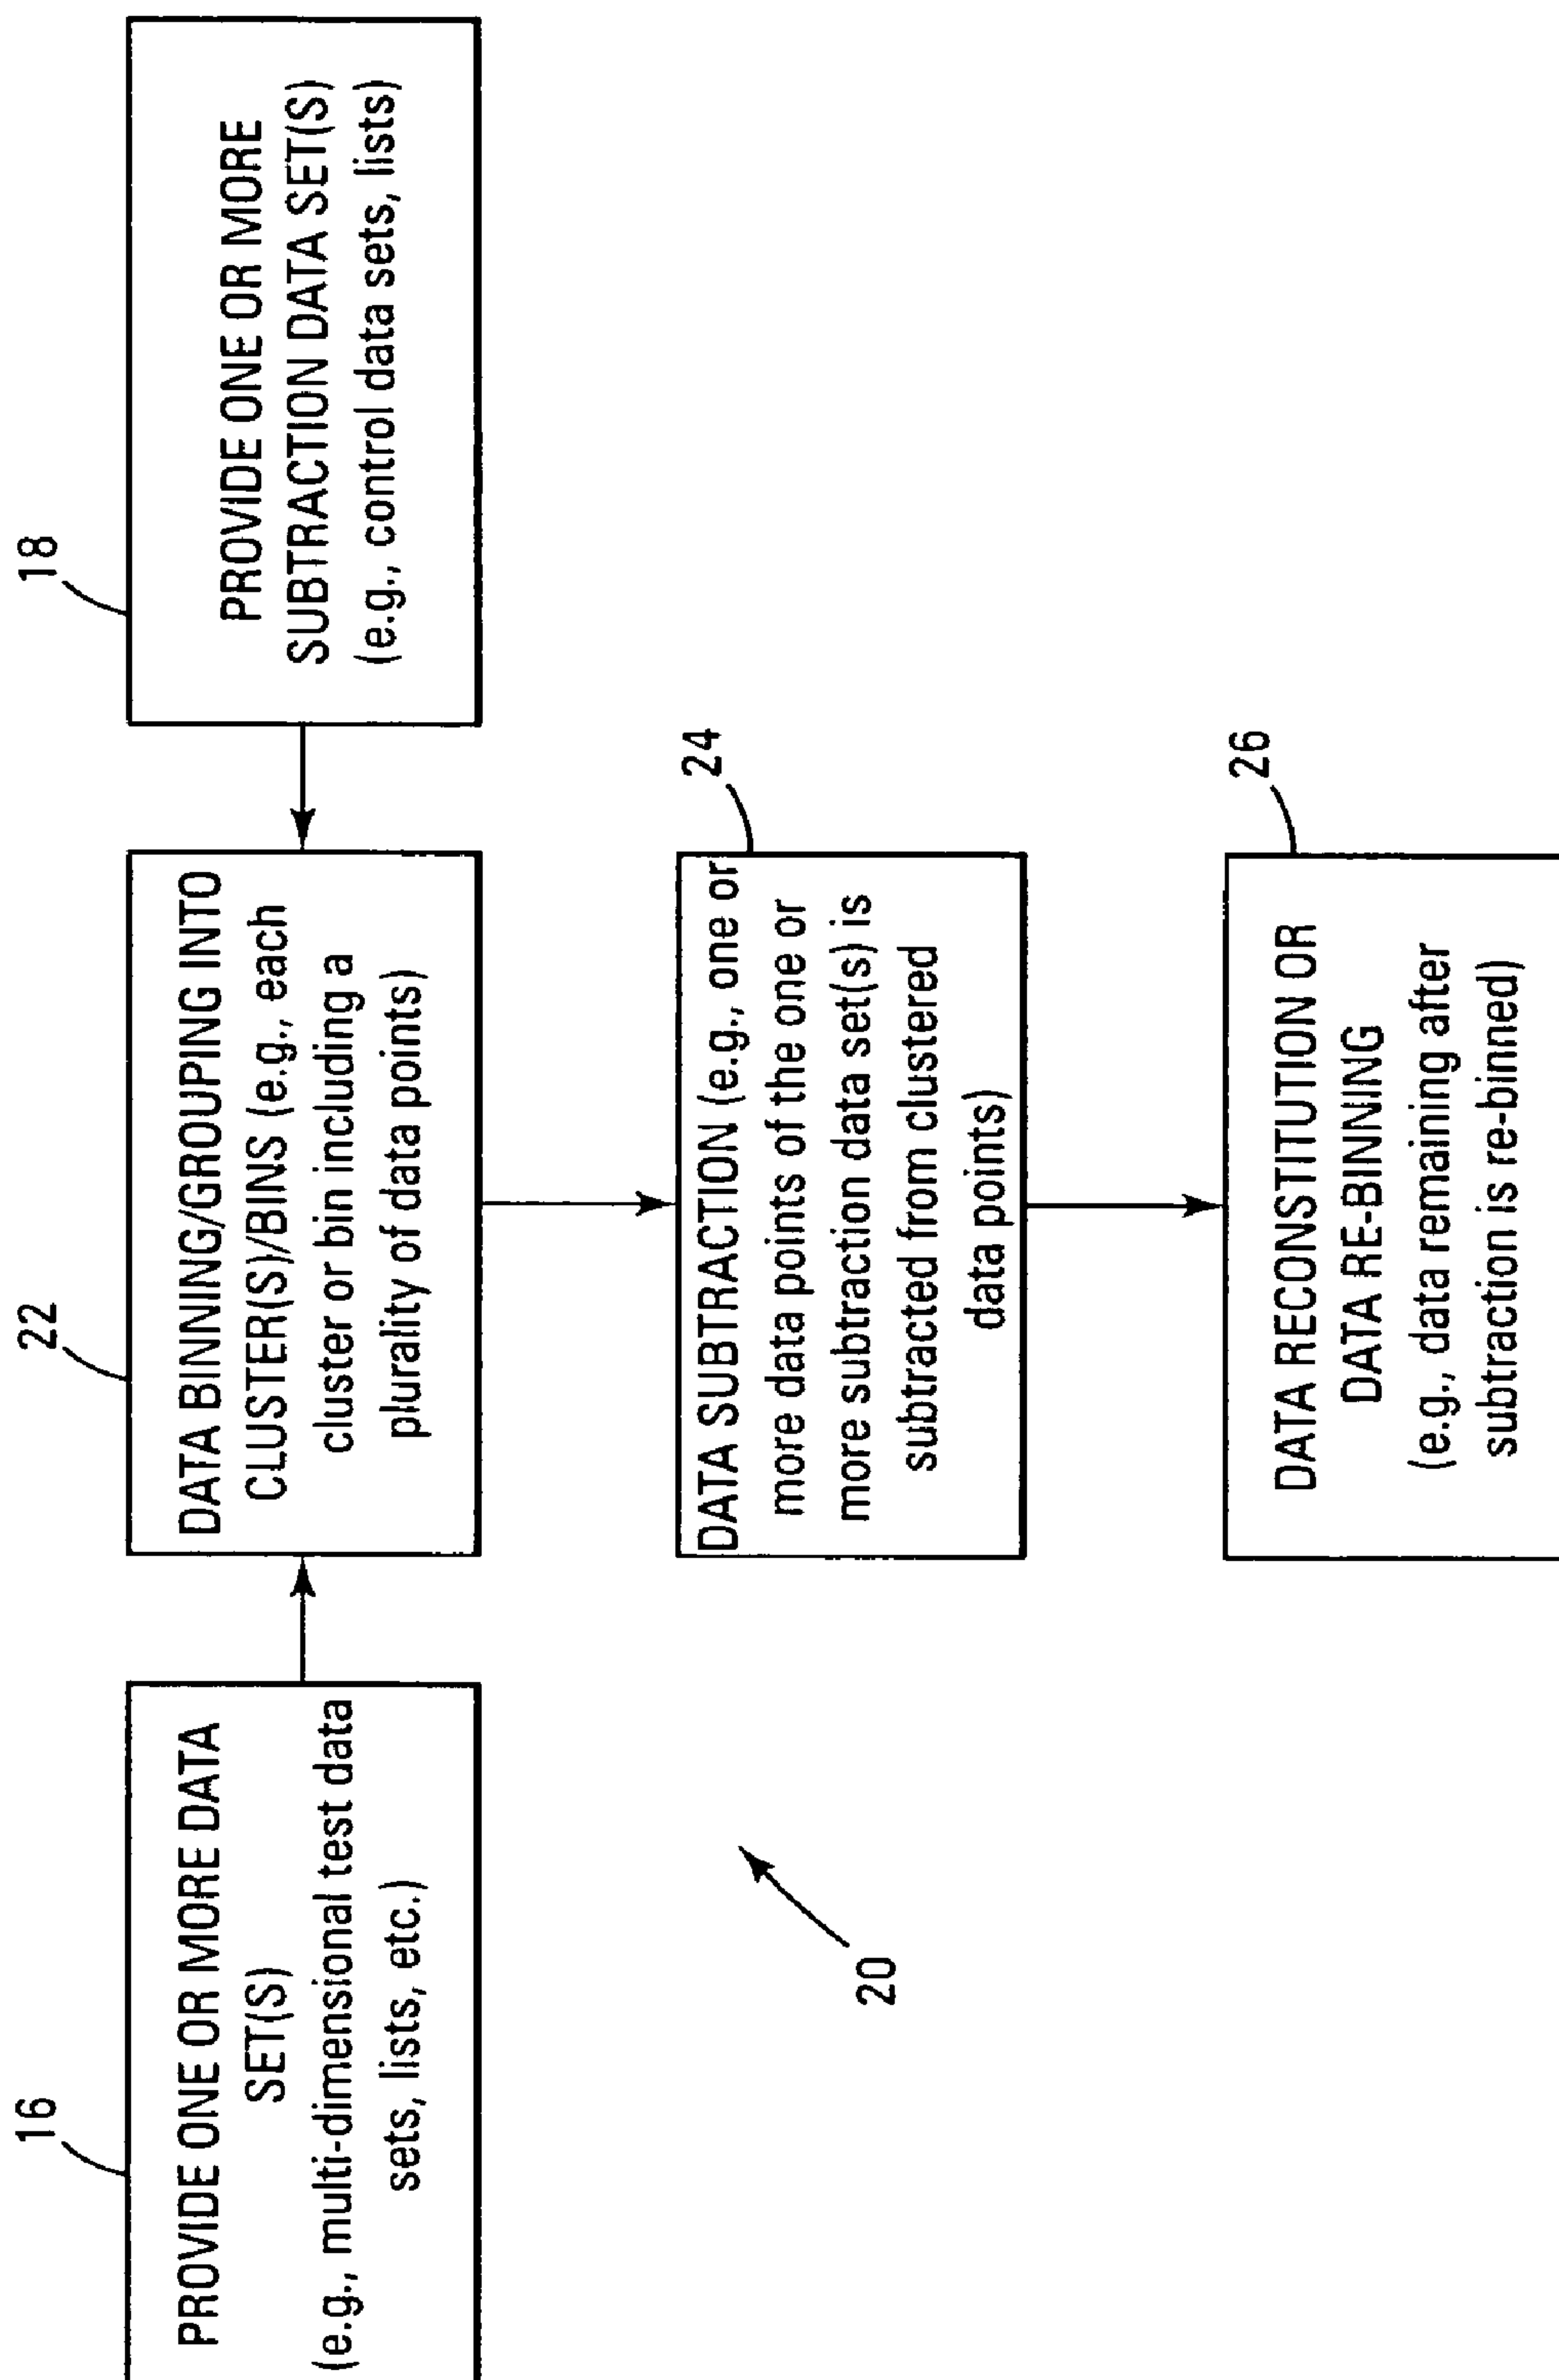 16
PROVIDE ONE OR MORE DATA
SET(S)
(e.g., multi-dimensional test data
sets, lists, etc.)
22
DATA BINNING/GROUPING INTO
CLUSTER(S)/BINS (e.g., each
cluster or bin including a
plurality of data points)
18
PROVIDE ONE OR MORE
SUBTRACTION DATA SET(S)
(e.g., control data sets, lists)
24
DATA SUBTRACTION (e.g., one or
more data points of the one or
more subtraction data set(s) is
subtracted from clustered
data points)
20
26
DATA RECONSTITUTION OR
DATA RE-BINNING
(e.g., data remaining after
subtraction is re-binned)